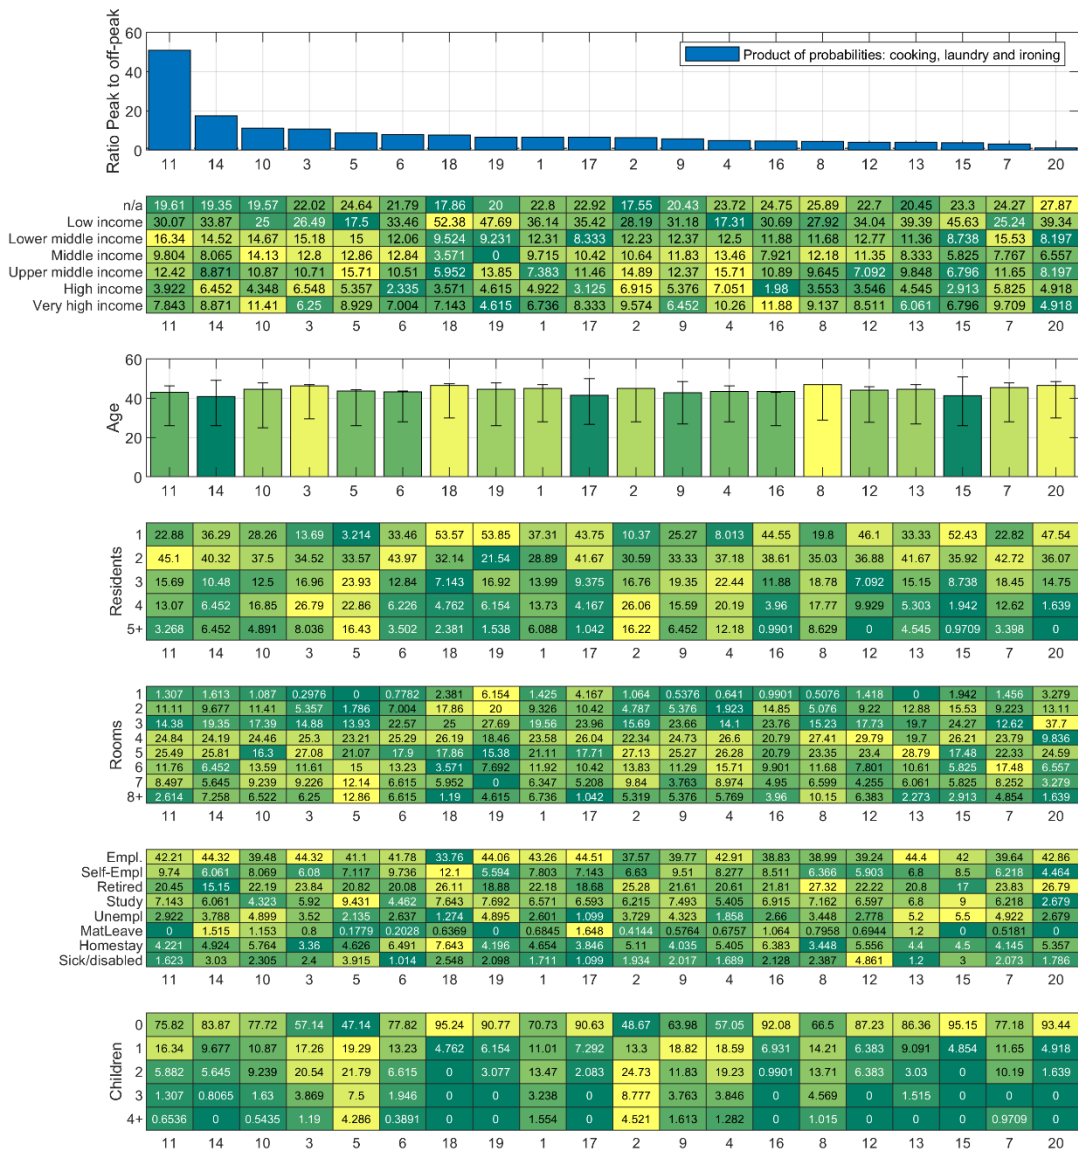 60
Ratio Peak to off-peak
Product of probabilities: cooking, laundry and ironing
40
20
0
11 14 10 3 5 6 18 19 1 17 2 9 4 16 8 12 13 15 7 20
n/a 19.61 19.35 19.57 22.02 24.64 21.79 17.86 20 22.8 22.92 17.55 20.43 23.72 24.75 25.89 22.7 20.45 23.3 24.27 27.87
Low income 30.07 33.87 25 26.49 17.5 33.46 52.38 47.69 36.14 35.42 28.19 31.18 17.31 30.69 27.92 34.04 39.39 45.63 25.24 39.34
Lower middle income 16.34 14.52 14.67 15.18 15 12.06 9.524 9.231 12.31 8.333 12.23 12.37 12.5 11.88 11.68 12.77 11.36 8.738 15.53 8.197
Middle income 9.804 8.065 14.13 12.8 12.86 12.84 3.571 0 9.715 10.42 10.64 11.83 13.46 7.921 12.18 11.35 8.333 5.825 7.767 6.557
Upper middle income 12.42 8.871 10.87 10.71 15.71 10.51 5.952 13.85 7.383 11.46 14.89 12.37 15.71 10.89 9.645 7.092 9.848 6.796 11.65 8.197
High income 3.922 6.452 4.348 6.548 5.357 2.335 3.571 4.615 4.922 3.125 6.915 5.376 7.051 1.98 3.553 3.546 4.545 2.913 5.825 4.918
Very high income 7.843 8.871 11.41 6.25 8.929 7.004 7.143 4.615 6.736 8.333 9.574 6.452 10.26 11.88 9.137 8.511 6.061 6.796 9.709 4.918
11 14 10 3 5 6 18 19 1 17 2 9 4 16 8 12 13 15 7 20
60
Age
40
20
0
11 14 10 3 5 6 18 19 1 17 2 9 4 16 8 12 13 15 7 20
Residents
1 22.88 36.29 28.26 13.69 3.214 33.46 53.57 53.85 37.31 43.75 10.37 25.27 8.013 44.55 19.8 46.1 33.33 52.43 22.82 47.54
2 45.1 40.32 37.5 34.52 33.57 43.97 32.14 21.54 28.89 41.67 30.59 33.33 37.18 38.61 35.03 36.88 41.67 35.92 42.72 36.07
3 15.69 10.48 12.5 16.96 23.93 12.84 7.143 16.92 13.99 9.375 16.76 19.35 22.44 11.88 18.78 7.092 15.15 8.738 18.45 14.75
4 13.07 6.452 16.85 26.79 22.86 6.226 4.762 6.154 13.73 4.167 26.06 15.59 20.19 3.96 17.77 9.929 5.303 1.942 12.62 1.639
5+ 3.268 6.452 4.891 8.036 16.43 3.502 2.381 1.538 6.088 1.042 16.22 6.452 12.18 0.9901 8.629 0 4.545 0.9709 3.398 0
11 14 10 3 5 6 18 19 1 17 2 9 4 16 8 12 13 15 7 20
Rooms
1 1.307 1.613 1.087 0.2976 0 0.7782 2.381 6.154 1.425 4.167 1.064 0.5376 0.641 0.9901 0.5076 1.418 0 1.942 1.456 3.279
2 11.11 9.677 11.41 5.357 1.786 7.004 17.86 20 9.326 10.42 4.787 5.376 1.923 14.85 5.076 9.22 12.88 15.53 9.223 13.11
3 14.38 19.35 17.39 14.88 13.93 22.57 25 27.69 19.56 23.96 15.69 23.66 14.1 23.76 15.23 17.73 19.7 24.27 12.62 37.7
4 24.84 24.19 24.46 25.3 23.21 25.29 26.19 18.46 23.58 26.04 22.34 24.73 26.6 20.79 27.41 29.79 19.7 26.21 23.79 9.836
5 25.49 25.81 16.3 27.08 21.07 17.9 17.86 15.38 21.11 17.71 27.13 25.27 26.28 20.79 23.35 23.4 28.79 17.48 22.33 24.59
6 11.76 6.452 13.59 11.61 15 13.23 3.571 7.692 11.92 10.42 13.83 11.29 15.71 9.901 11.68 7.801 10.61 5.825 17.48 6.557
7 8.497 5.645 9.239 9.226 12.14 6.615 5.952 0 6.347 5.208 9.84 3.763 8.974 4.95 6.599 4.255 6.061 5.825 8.252 3.279
8+ 2.614 7.258 6.522 6.25 12.86 6.615 1.19 4.615 6.736 1.042 5.319 5.376 5.769 3.96 10.15 6.383 2.273 2.913 4.854 1.639
11 14 10 3 5 6 18 19 1 17 2 9 4 16 8 12 13 15 7 20
Empl. 42.21 44.32 39.48 44.32 41.1 41.78 33.76 44.06 43.26 44.51 37.57 39.77 42.91 38.83 38.99 39.24 44.4 42 39.64 42.86
Self-Empl 9.74 6.061 8.069 6.08 7.117 9.736 12.1 5.594 7.803 7.143 6.63 9.51 8.277 8.511 6.366 5.903 6.8 8.5 6.218 4.464
Retired 20.45 15.15 22.19 23.84 20.82 20.08 26.11 18.88 22.18 18.68 25.28 21.61 20.61 21.81 27.32 22.22 20.8 17 23.83 26.79
Study 7.143 6.061 4.323 5.92 9.431 4.462 7.643 7.692 6.571 6.593 6.215 7.493 5.405 6.915 7.162 6.597 6.8 9 6.218 2.679
Unempl 2.922 3.788 4.899 3.52 2.135 2.637 1.274 4.895 2.601 1.099 3.729 4.323 1.858 2.66 3.448 2.778 5.2 5.5 4.922 2.679
MatLeave 0 1.515 1.153 0.8 0.1779 0.2028 0.6369 0 0.6845 1.648 0.4144 0.5764 0.6757 1.064 0.7958 0.6944 1.2 0 0.5181 0
Homestay 4.221 4.924 5.764 3.36 4.626 6.491 7.643 4.196 4.654 3.846 5.11 4.035 5.405 6.383 3.448 5.556 4.4 4.5 4.145 5.357
Sick/disabled 1.623 3.03 2.305 2.4 3.915 1.014 2.548 2.098 1.711 1.099 1.934 2.017 1.689 2.128 2.387 4.861 1.2 3 2.073 1.786
11 14 10 3 5 6 18 19 1 17 2 9 4 16 8 12 13 15 7 20
Children
0 75.82 83.87 77.72 57.14 47.14 77.82 95.24 90.77 70.73 90.63 48.67 63.98 57.05 92.08 66.5 87.23 86.36 95.15 77.18 93.44
1 16.34 9.677 10.87 17.26 19.29 13.23 4.762 6.154 11.01 7.292 13.3 18.82 18.59 6.931 14.21 6.383 9.091 4.854 11.65 4.918
2 5.882 5.645 9.239 20.54 21.79 6.615 0 3.077 13.47 2.083 24.73 11.83 19.23 0.9901 13.71 6.383 3.03 0 10.19 1.639
3 1.307 0.8065 1.63 3.869 7.5 1.946 0 0 3.238 0 8.777 3.763 3.846 0 4.569 0 1.515 0 0 0
4+ 0.6536 0 0.5435 1.19 4.286 0.3891 0 0 1.554 0 4.521 1.613 1.282 0 1.015 0 0 0 0.9709 0
11 14 10 3 5 6 18 19 1 17 2 9 4 16 8 12 13 15 7 20